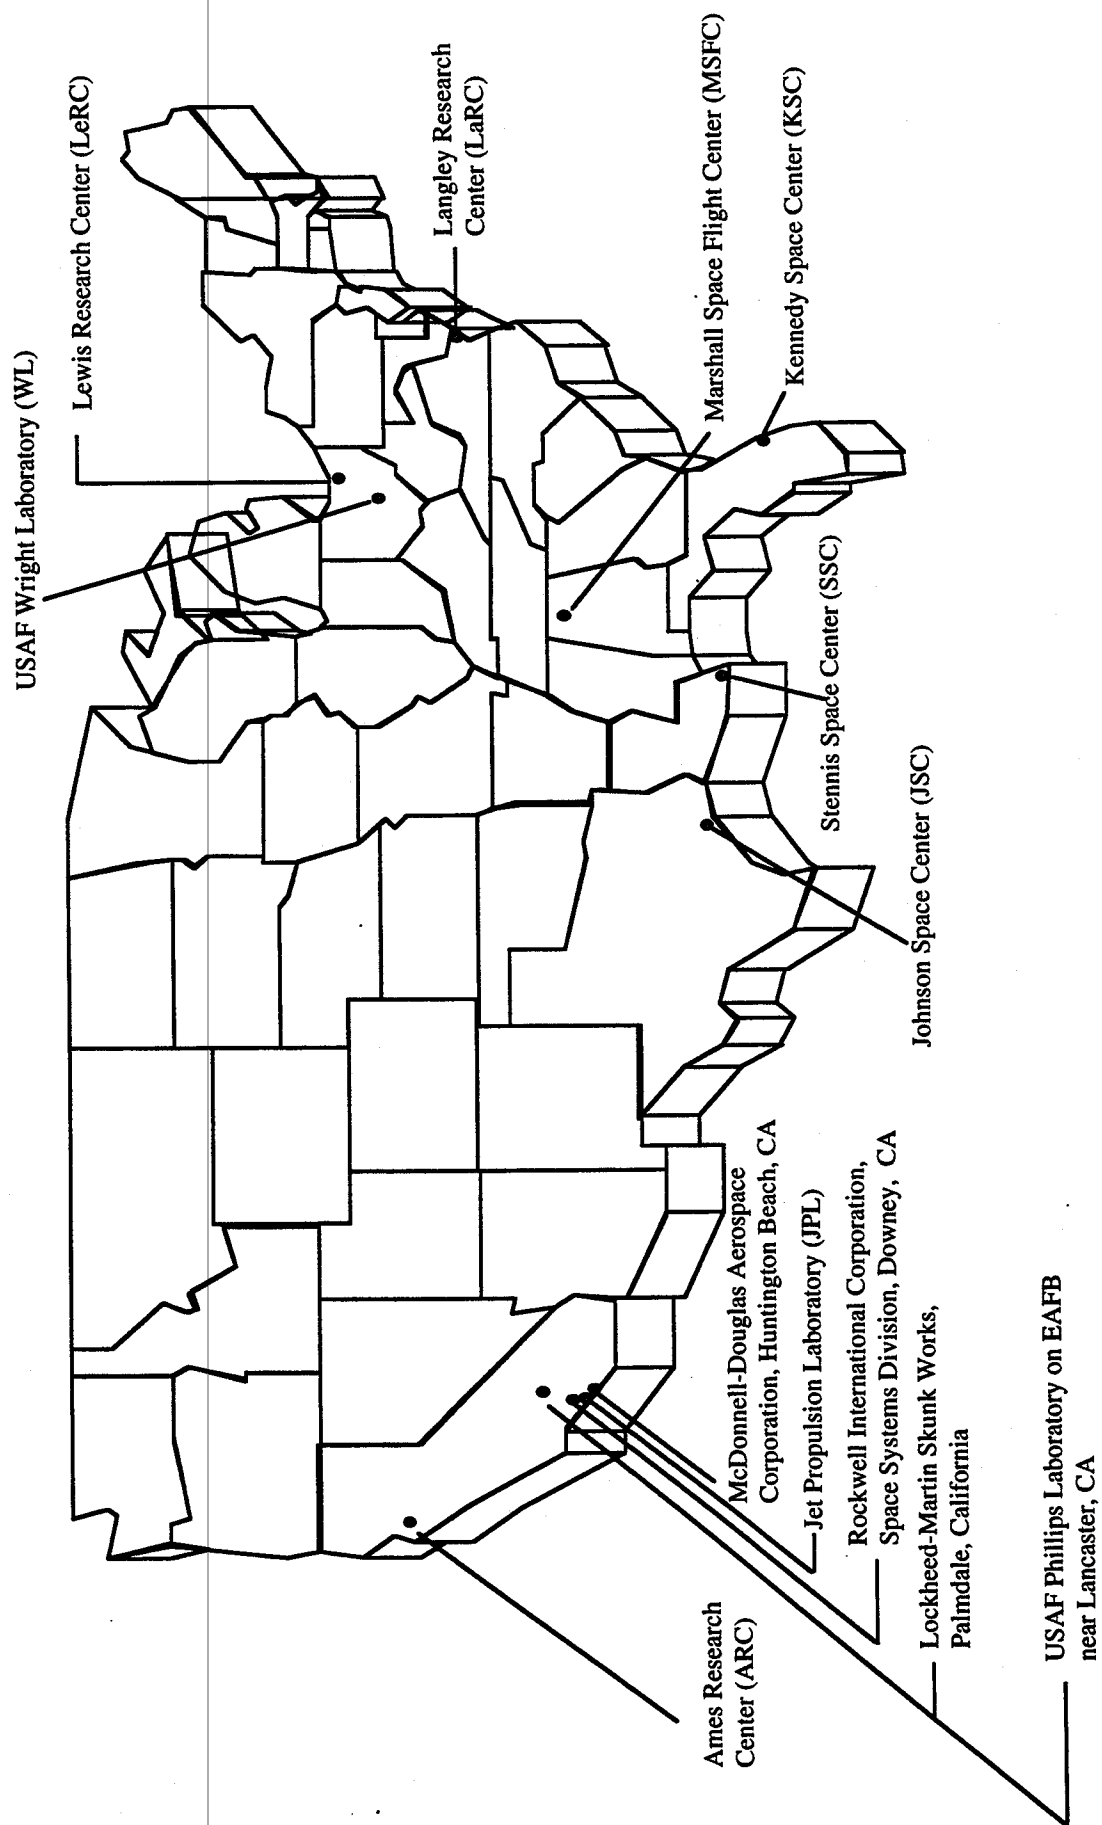 USAF Wright Laboratory (WL)
Lewis Research Center (LeRC)
Langley Research
Center (LaRC)
Marshall Space Flight Center (MSFC)
Kennedy Space Center (KSC)
Stennis Space Center (SSC)
Johnson Space Center (JSC)
McDonnell-Douglas Aerospace
Corporation, Huntington Beach, CA
Jet Propulsion Laboratory (JPL)
Rockwell International Corporation,
Space Systems Division, Downey, CA
Lockheed-Martin Skunk Works,
Palmdale, California
USAF Phillips Laboratory on EAFB
near Lancaster, CA
Ames Research
Center (ARC)